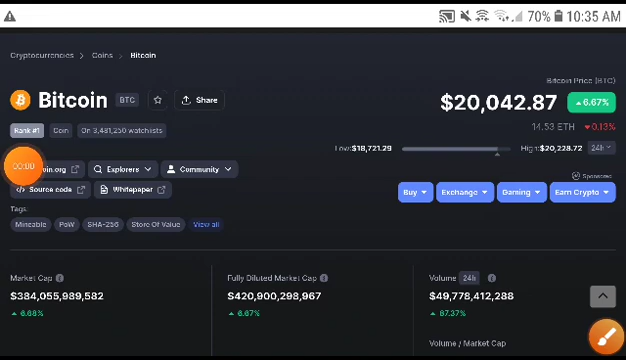 70% 10:35 AM
Cryptocurrencies > Coins > Bitcoin
Bitcoin Price (BTC)
Bitcoin BTC Share
$20,042.87 6.67%
Rank #1 Coin On 3,481,250 watchlists
14.53 ETH 0.13%
Low: $18,721.29 High: $20,228.72 24h
00:00 oin.org Explorers Community
Sponsored
Source code Whitepaper
Buy Exchange Gaming Earn Crypto
Tags:
Mineable PoW SHA-256 Store Of Value View all
Market Cap Fully Diluted Market Cap Volume 24h
$384,055,989,582 $420,900,298,967 $49,778,412,288
6.68% 6.67% 87.37%
Volume / Market Cap